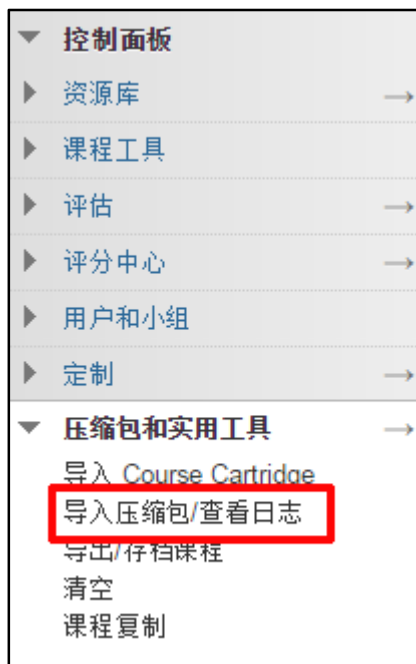 控制面板
资源库
课程工具
评估
评分中心
用户和小组
定制
压缩包和实用工具
导入 Course Cartridge
导入压缩包/查看日志
导出/存档课程
清空
课程复制